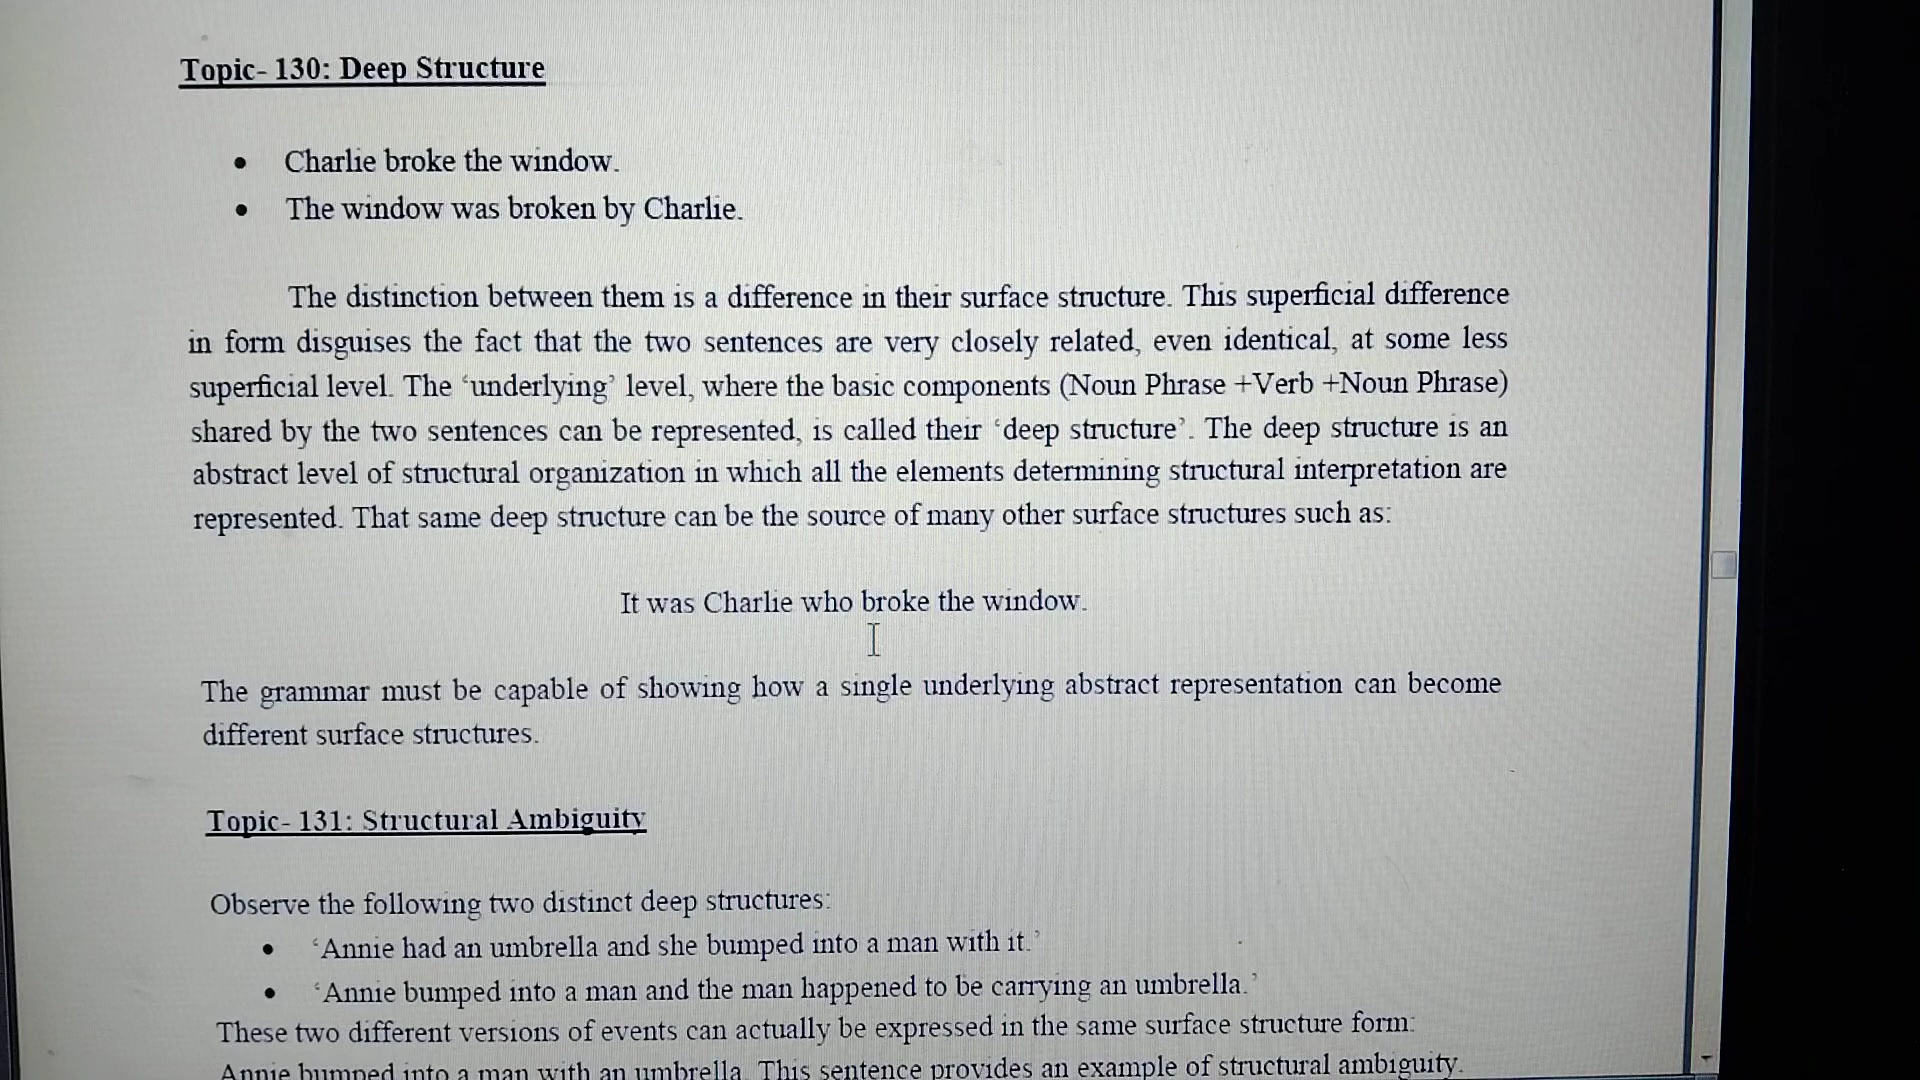 Topic- 130: Deep Structure
• Charlie broke the window.
• The window was broken by Charlie.
The distinction between them is a difference in their surface structure. This superficial difference
in form disguises the fact that the two sentences are very closely related, even identical, at some less
superficial level. The ‘underlying’ level, where the basic components (Noun Phrase +Verb +Noun Phrase)
shared by the two sentences can be represented, is called their ‘deep structure’. The deep structure is an
abstract level of structural organization in which all the elements determining structural interpretation are
represented. That same deep structure can be the source of many other surface structures such as:
It was Charlie who broke the window.
The grammar must be capable of showing how a single underlying abstract representation can become
different surface structures.
Topic- 131: Structural Ambiguity
Observe the following two distinct deep structures:
• ‘Annie had an umbrella and she bumped into a man with it.’
• ‘Annie bumped into a man and the man happened to be carrying an umbrella.’
These two different versions of events can actually be expressed in the same surface structure form:
Annie bumped into a man with an umbrella. This sentence provides an example of structural ambiguity.